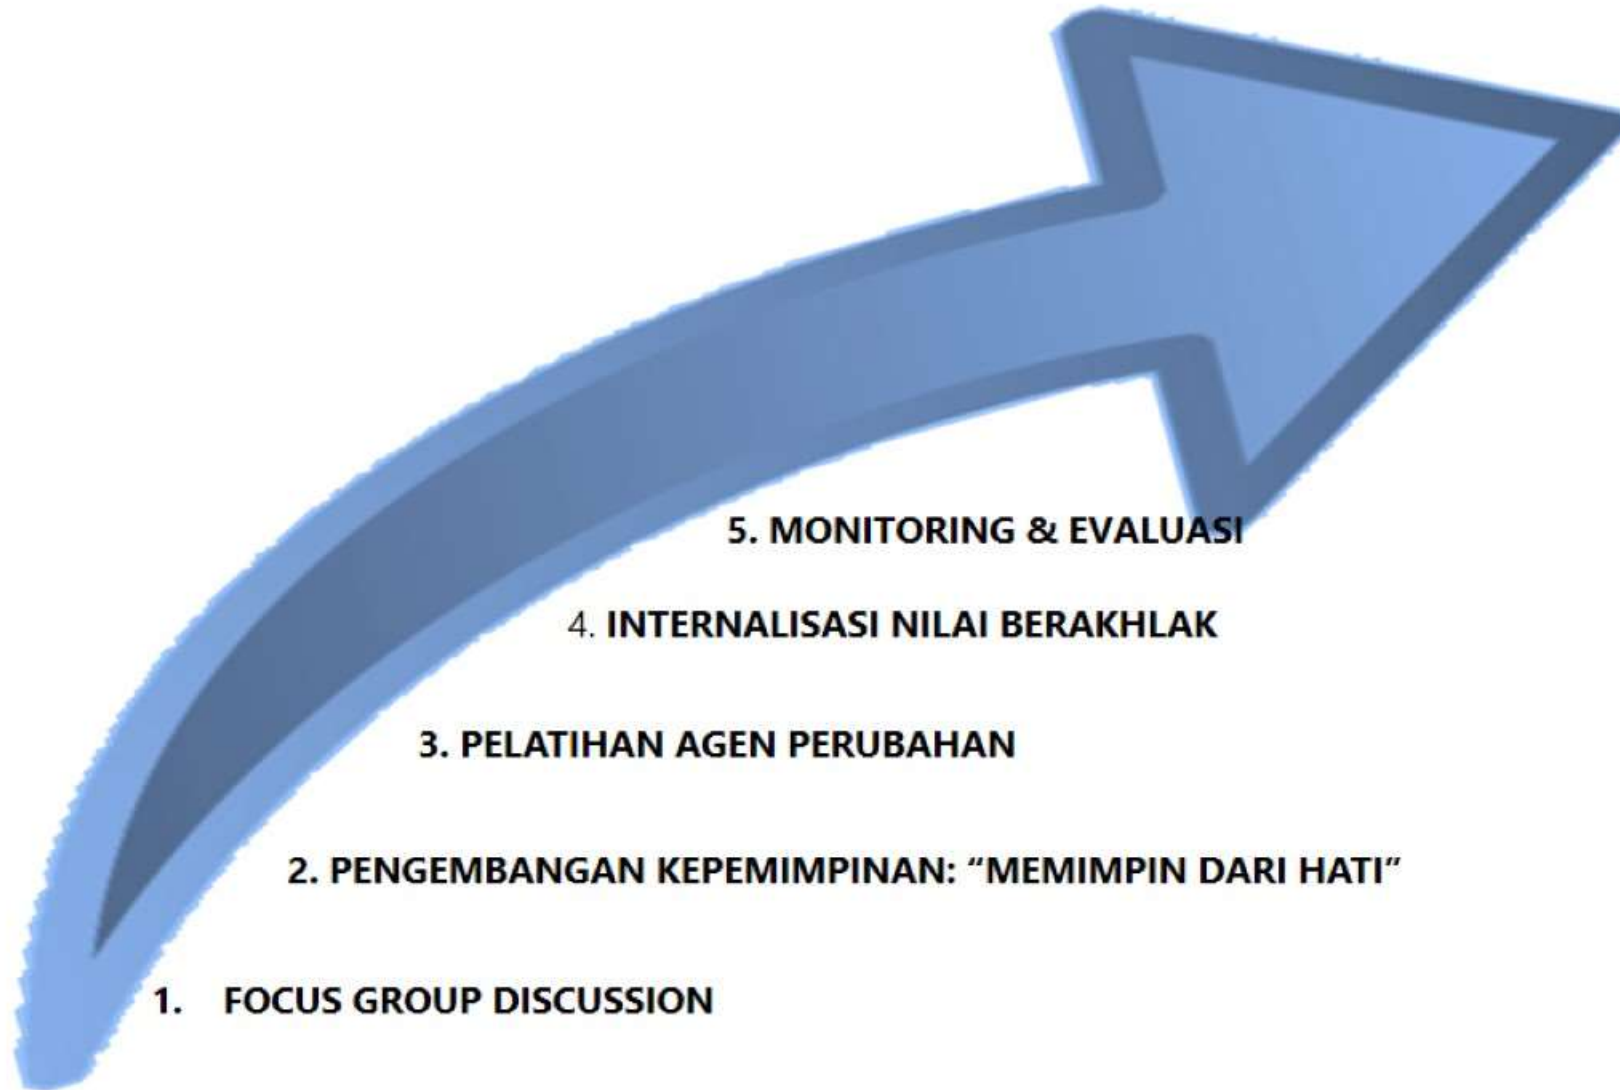 5. MONITORING & EVALUASI
4. INTERNALISASI NILAI BERAKHLAK
3. PELATIHAN AGEN PERUBAHAN
2. PENGEMBANGAN KEPEMIMPINAN: “MEMIMPIN DARI HATI”
1. FOCUS GROUP DISCUSSION